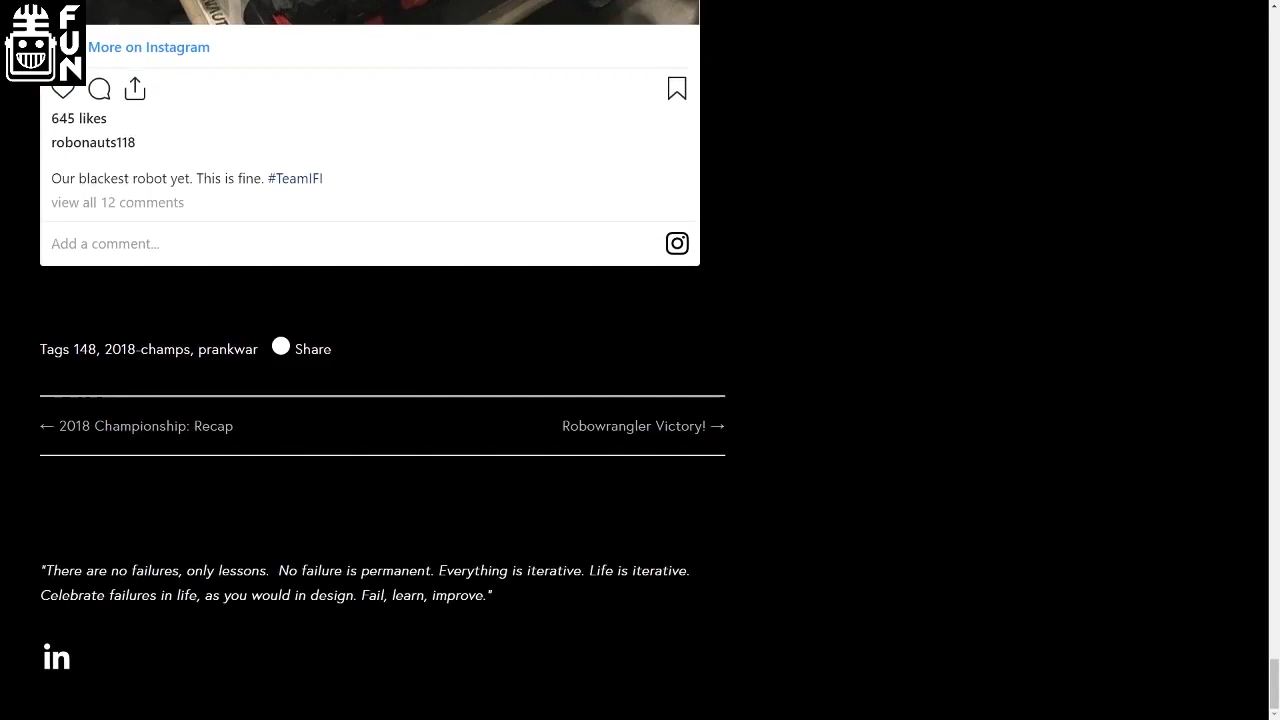 FUN
NAUT
More on Instagram
645 likes
robonauts118
Our blackest robot yet. This is fine. #TeamIFI
view all 12 comments
Add a comment...
Tags 148, 2018-champs, prankwar Share
← 2018 Championship: Recap
Robowrangler Victory! →
"There are no failures, only lessons.  No failure is permanent. Everything is iterative. Life is iterative.
Celebrate failures in life, as you would in design. Fail, learn, improve."
in